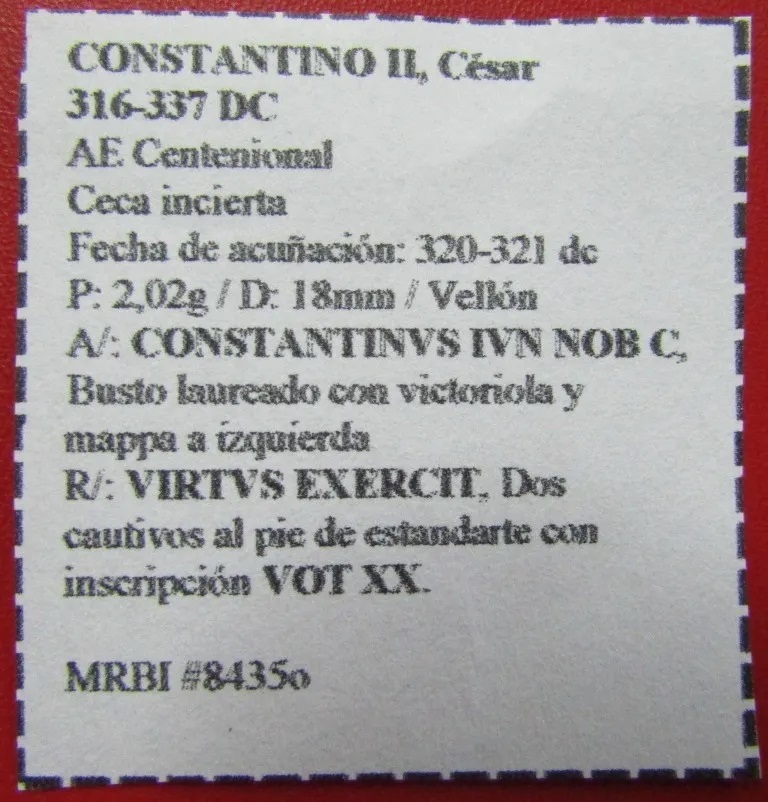 CONSTANTINO II, César
316-337 DC
AE Centenional
Ceca incierta
Fecha de acuñación: 320-321 dc
P: 2,02g / D: 18mm / Vellón
A/: CONSTANTINVS IVN NOB C,
Busto laureado con victoriola y
mappa a izquierda
R/: VIRTVS EXERCIT, Dos
cautivos al pie de estandarte con
inscripción VOT XX.
MRBI #8435o